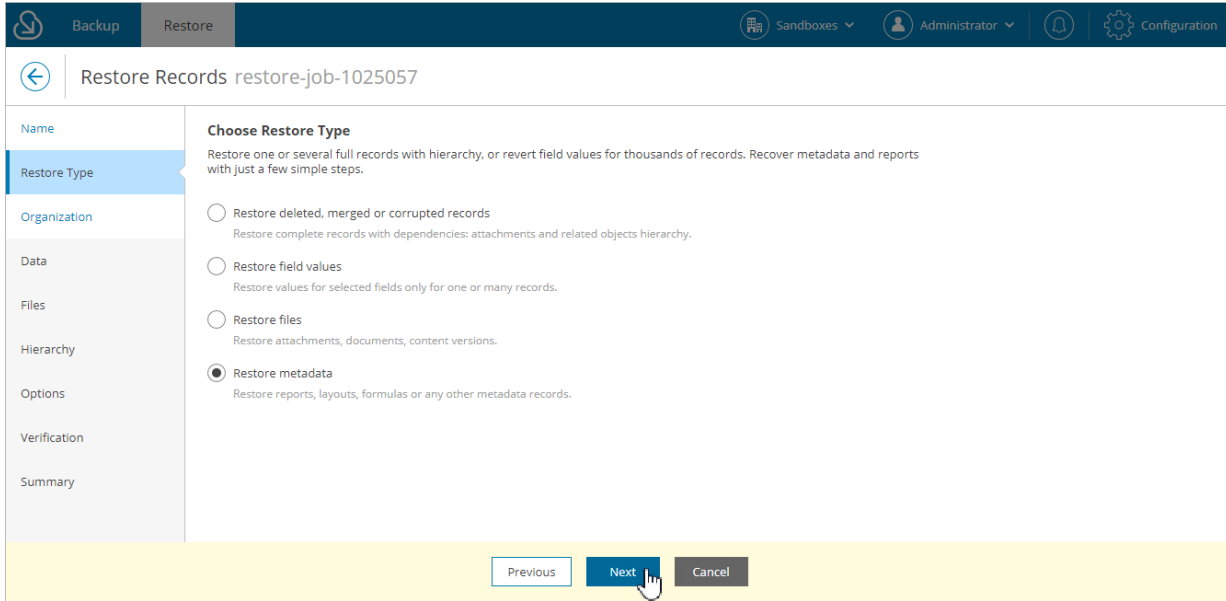 Backup Restore Sandboxes Administrator Configuration
Restore Records restore-job-1025057
Name
Restore Type
Organization
Data
Files
Hierarchy
Options
Verification
Summary
Choose Restore Type
Restore one or several full records with hierarchy, or revert field values for thousands of records. Recover metadata and reports
with just a few simple steps.
Restore deleted, merged or corrupted records
Restore complete records with dependencies: attachments and related objects hierarchy.
Restore field values
Restore values for selected fields only for one or many records.
Restore files
Restore attachments, documents, content versions.
Restore metadata
Restore reports, layouts, formulas or any other metadata records.
Previous Next Cancel